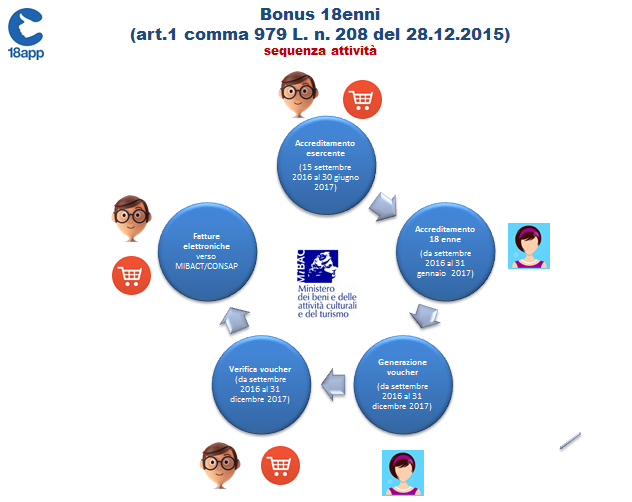 Bonus 18enni
(art.1 comma 979 L. n. 208 del 28.12.2015)
sequenza attività
18app
Accreditamento
esercente
(15 settembre
2016 al 30 giugno
2017)
Accreditamento
18 enne
(da settembre
2016 al 31
gennaio 2017)
Generazione
voucher
(da settembre
2016 al 31
dicembre 2017)
Verifica voucher
(da settembre
2016 al 31
dicembre 2017)
Fatture
elettroniche
verso
MIBACT/CONSAP
MIBAC
Ministero
dei beni e delle
attività culturali
e del turismo